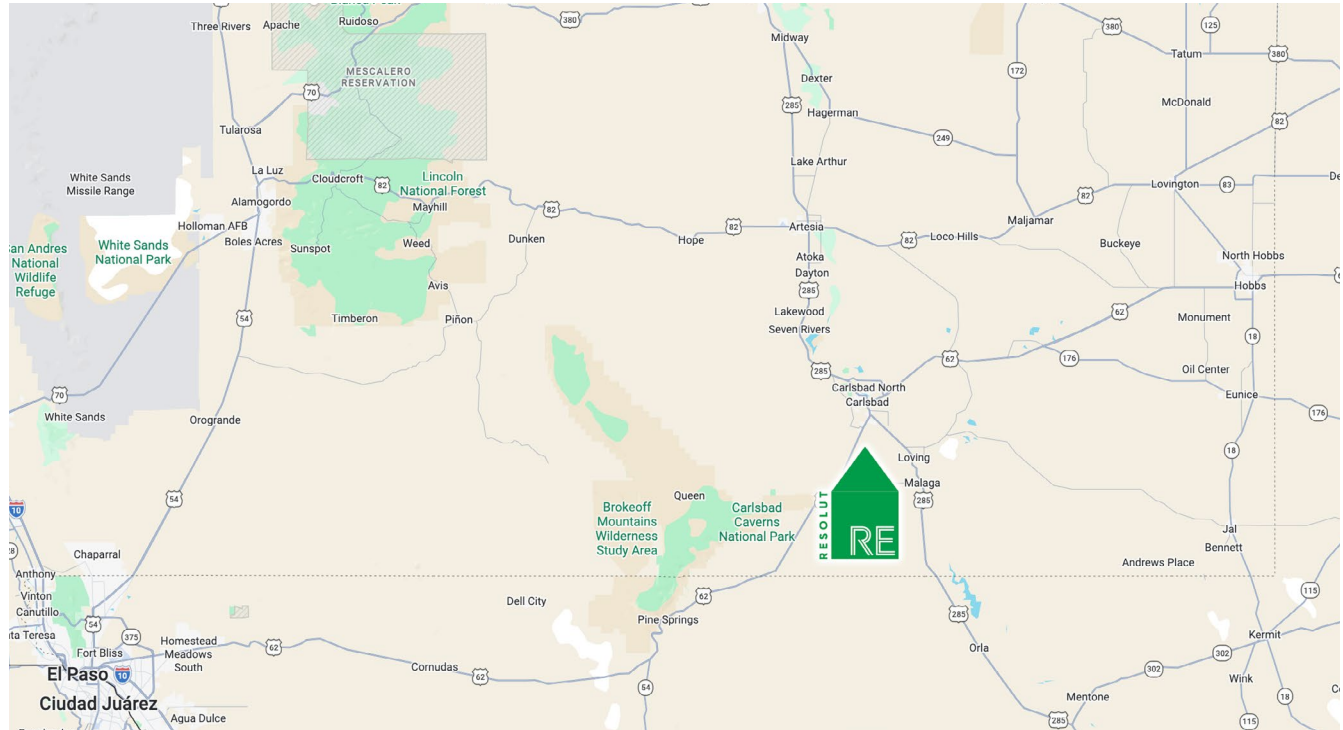 Three Rivers
Apache
Ruidoso
380
Midway
380
125
Tatum
380
172
MESCALERO
RESERVATION
70
Dexter
285
Hagerman
McDonald
82
Tularosa
249
Lake Arthur
La Luz
White Sands
Missile Range
Cloudcroft
82
Lincoln
National Forest
82
Lovington
83
Alamogordo
Mayhill
82
Maljamar
Holloman AFB
Boles Acres
Hope
82
Artesia
82
Loco Hills
Buckeye
San Andres
National
Wildlife
Refuge
White Sands
National Park
Sunspot
Weed
Dunken
Atoka
Dayton
North Hobbs
Hobbs
Avis
285
Lakewood
Seven Rivers
62
Monument
54
Timberon
Piñon
18
62
176
Oil Center
285
Carlsbad North
Carlsbad
Eunice
70
176
White Sands
Orogrande
18
Loving
Malaga
285
54
Queen
Brokeoff
Mountains
Wilderness
Study Area
Carlsbad
Caverns
National Park
RESOLUT
RE
10
Jal
Bennett
Chaparral
Andrews Place
Anthony
Vinton
Canutillo
Dell City
62
115
Pine Springs
285
54
375
Homestead
Meadows
South
62
Kermit
Fort Bliss
Orla
302
El Raso
10
Cornudas
62
302
Wink
54
Mentone
18
Ciudad Juárez
Agua Dulce
285
115